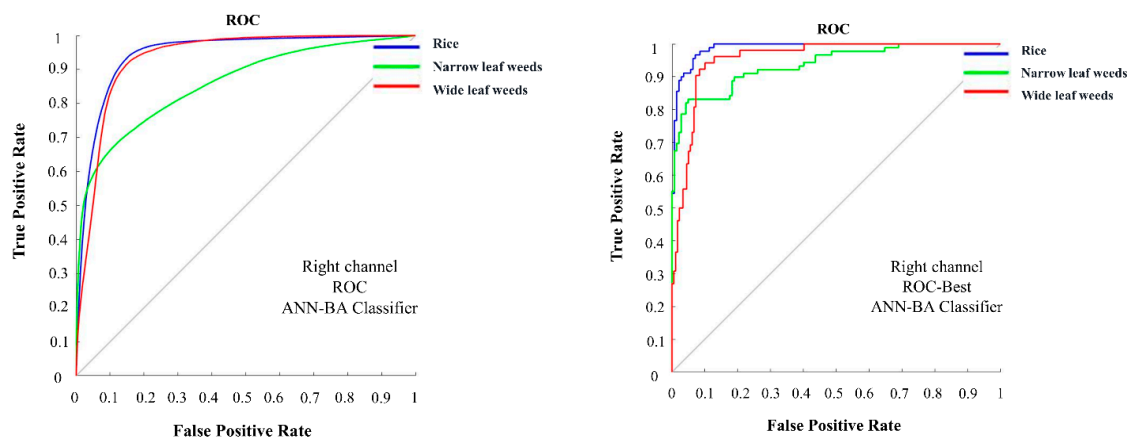 ROC
True Positive Rate
1
0.9
0.8
0.7
0.6
0.5
0.4
0.3
0.2
0.1
0
Rice
Narrow leaf weeds
Wide leaf weeds
Right channel
ROC
ANN-BA Classifier
0 0.1 0.2 0.3 0.4 0.5 0.6 0.7 0.8 0.9 1
False Positive Rate
ROC
True Positive Rate
1
0.9
0.8
0.7
0.6
0.5
0.4
0.3
0.2
0.1
0
Rice
Narrow leaf weeds
Wide leaf weeds
Right channel
ROC-Best
ANN-BA Classifier
0 0.1 0.2 0.3 0.4 0.5 0.6 0.7 0.8 0.9 1
False Positive Rate